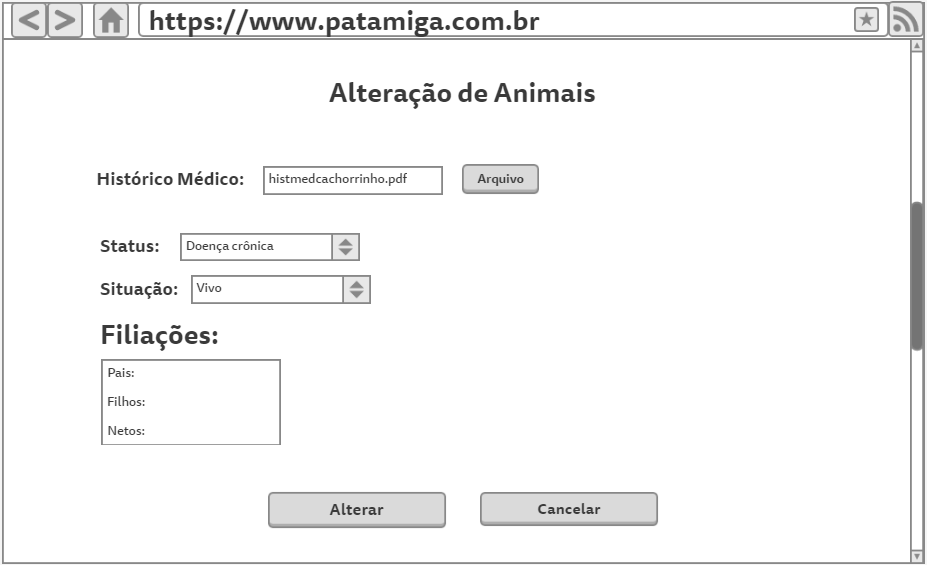 https://www.patamiga.com.br
Alteração de Animais
Histórico Médico: histmedcachorrinho.pdf Arquivo
Status: Doença crônica
Situação: Vivo
Filiações:
Pais:
Filhos:
Netos:
Alterar Cancelar